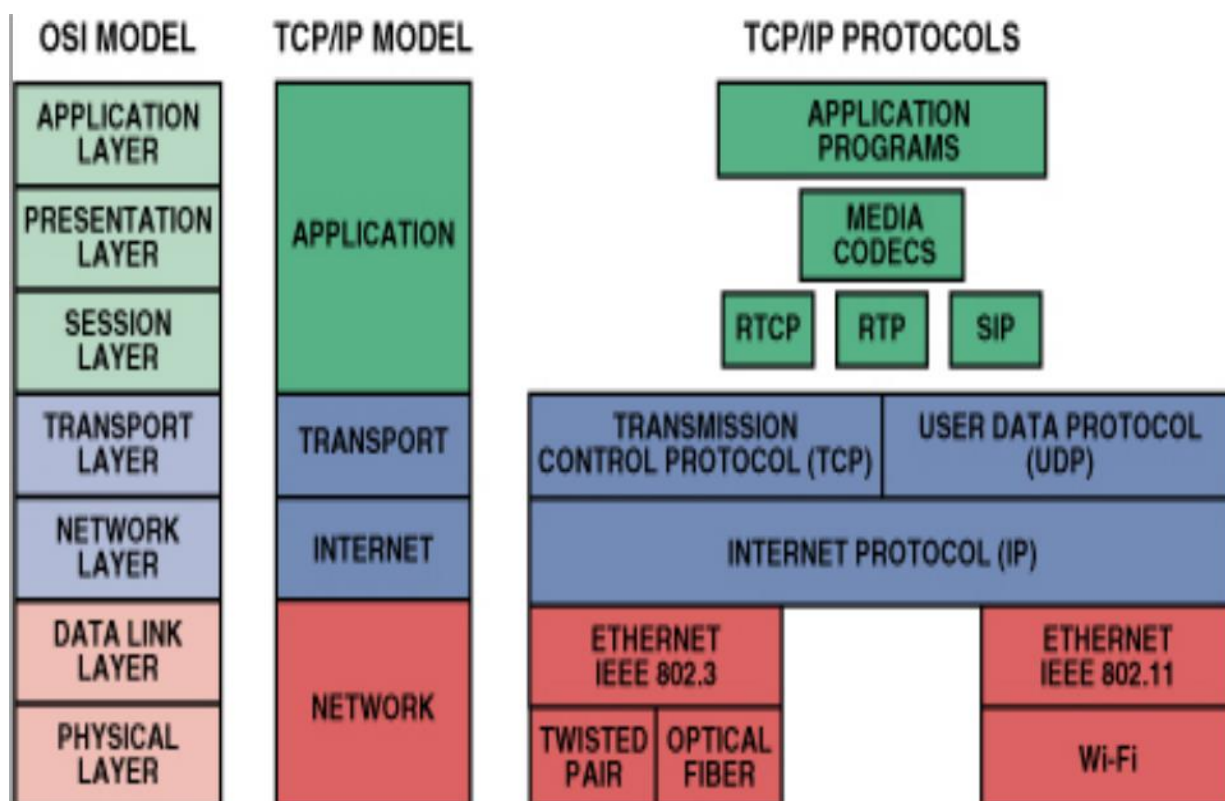 OSI MODEL
TCP/IP MODEL
TCP/IP PROTOCOLS
APPLICATION
LAYER
PRESENTATION
LAYER
SESSION
LAYER
TRANSPORT
LAYER
NETWORK
LAYER
DATA LINK
LAYER
PHYSICAL
LAYER
APPLICATION
TRANSPORT
INTERNET
NETWORK
APPLICATION
PROGRAMS
MEDIA
CODECS
RTCP
RTP
SIP
TRANSMISSION
CONTROL PROTOCOL (TCP)
USER DATA PROTOCOL
(UDP)
INTERNET PROTOCOL (IP)
ETHERNET
IEEE 802.3
ETHERNET
IEEE 802.11
TWISTED
PAIR
OPTICAL
FIBER
Wi-Fi